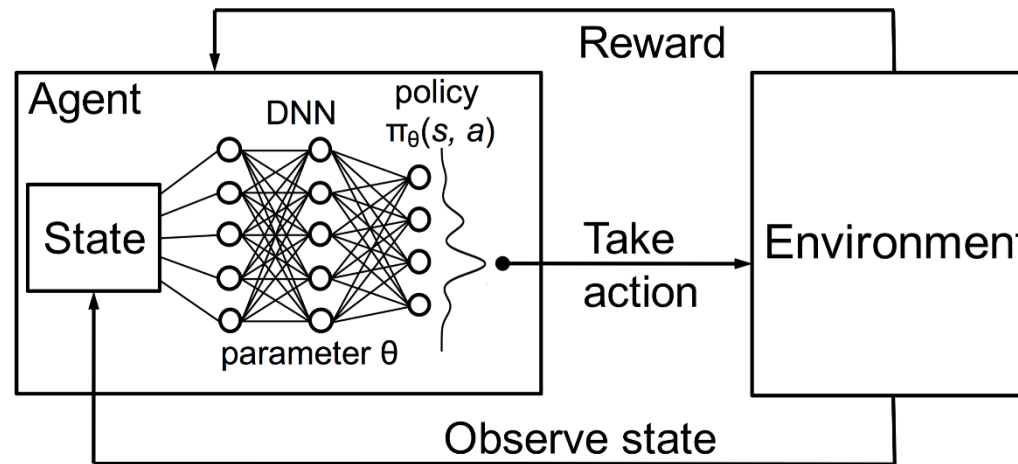 Reward
Agent
policy
DNN
πθ(s, a)
State
Take
action
Environment
parameter θ
Observe state